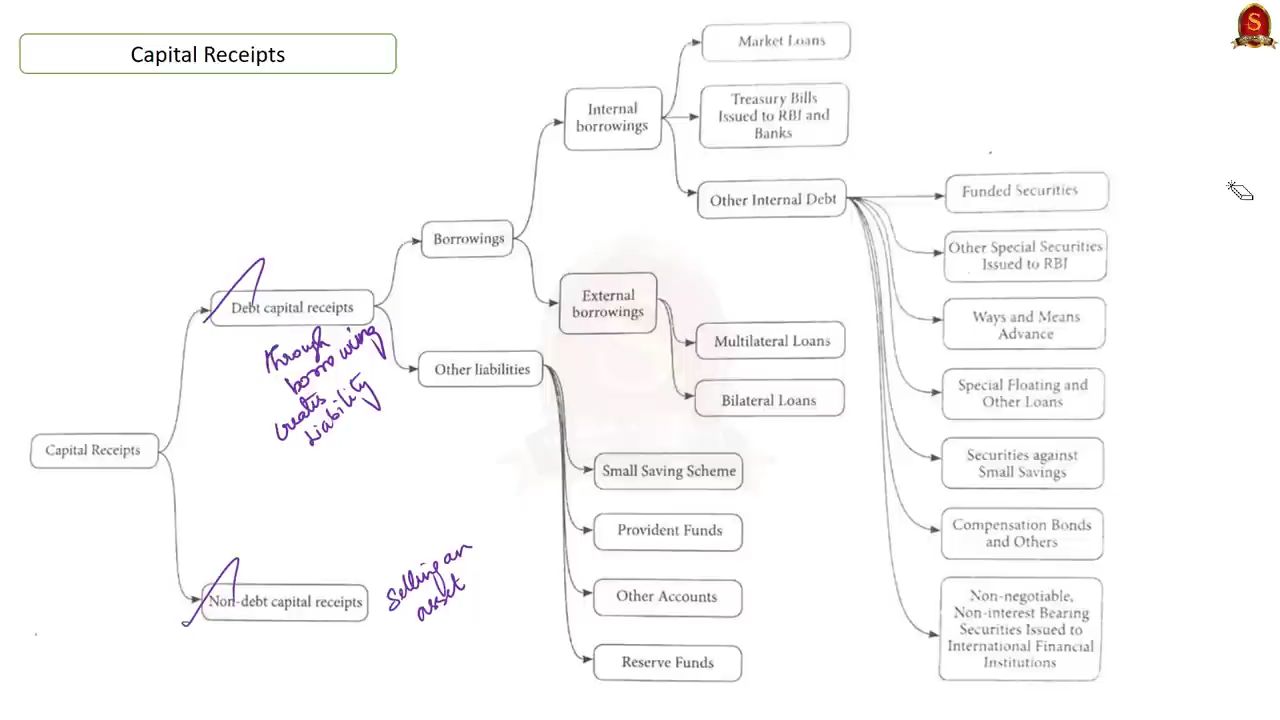 Capital Receipts
Market Loans
Internal
borrowings
Treasury Bills
Issued to RBI and
Banks
Other Internal Debt
Funded Securities
Borrowings
Other Special Securities
Issued to RBI
External
borrowings
Ways and Means
Advance
Debt capital receipts
through
borrowing
creates
liability
Multilateral Loans
Other liabilities
Special Floating and
Other Loans
Bilateral Loans
Capital Receipts
Securities against
Small Savings
Small Saving Scheme
Provident Funds
Compensation Bonds
and Others
Non-debt capital receipts
Selling an
asset
Other Accounts
Non-negotiable,
Non-interest Bearing
Securities Issued to
International Financial
Institutions
Reserve Funds
S